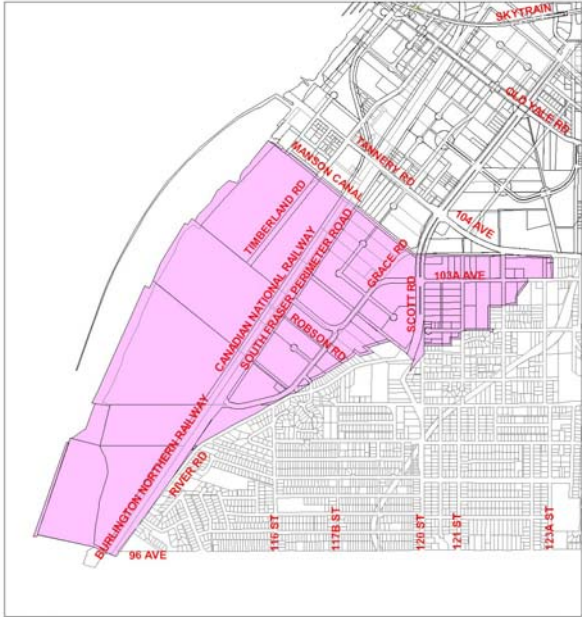 SKYTRAIN
OLD YALE RD
TANNERY RD
MANSON CANAL
104 AVE
TIMBERLAND RD
GRACE RD
103A AVE
CANADIAN NATIONAL RAILWAY
SOUTH FRASER PERIMETER ROAD
SCOTT RD
ROBSON RD
BURLINGTON NORTHERN RAILWAY
RIVER RD
96 AVE
116 ST
117B ST
120 ST
121 ST
123A ST